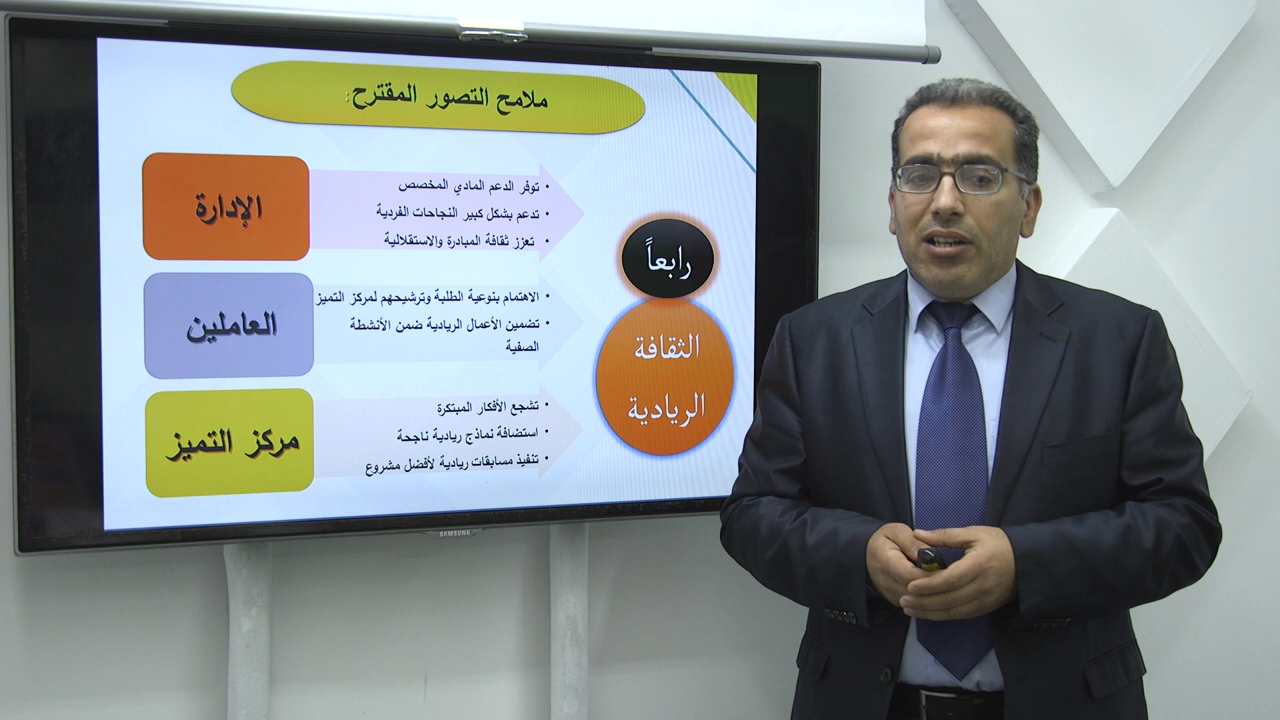 ملامح التصور المقترح:
رابعاً
الثقافة
الريادية
الإدارة
• توفر الدعم المادي المخصص
• تدعم بشكل كبير النجاحات الفردية
• تعزز ثقافة المبادرة والاستقلالية
العاملين
• الاهتمام بنوعية الطلبة وترشيحهم لمركز التميز
• تضمين الأعمال الريادية ضمن الأنشطة
الصفية
مركز التميز
• تشجع الأفكار المبتكرة
• استضافة نماذج ريادية ناجحة
• تنفيذ مسابقات ريادية لأفضل مشروع
SAMSUNG